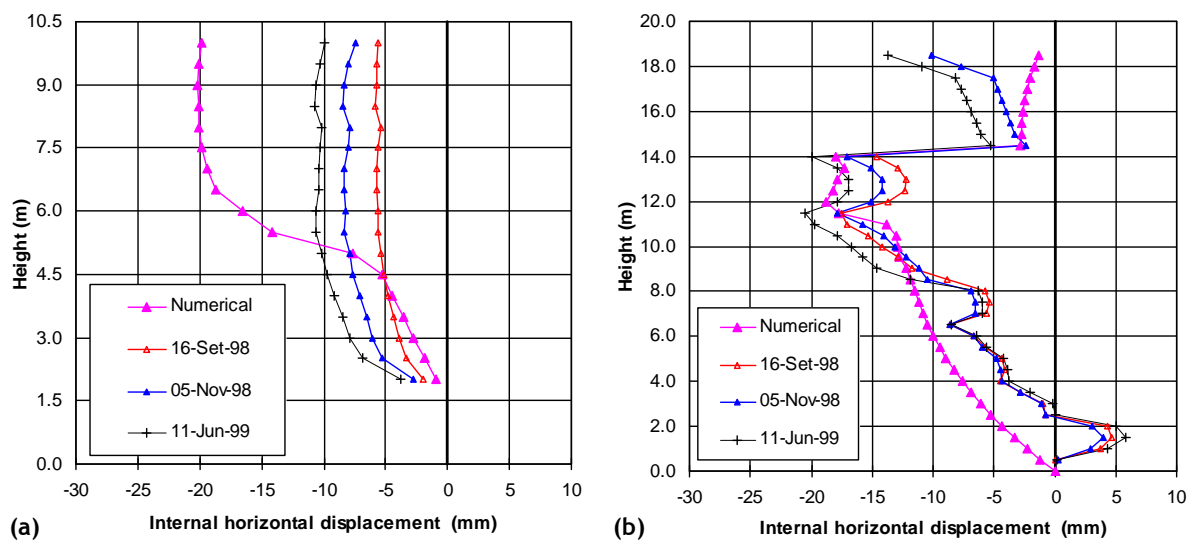 10.5
9.0
7.5
6.0
4.5
3.0
1.5
0.0
Height (m)
Numerical
16-Set-98
05-Nov-98
11-Jun-99
-30 -25 -20 -15 -10 -5 0 5 10
Internal horizontal displacement (mm)
(a)
20.0
18.0
16.0
14.0
12.0
10.0
8.0
6.0
4.0
2.0
0.0
Height (m)
Numerical
16-Set-98
05-Nov-98
11-Jun-99
-30 -25 -20 -15 -10 -5 0 5 10
Internal horizontal displacement (mm)
(b)